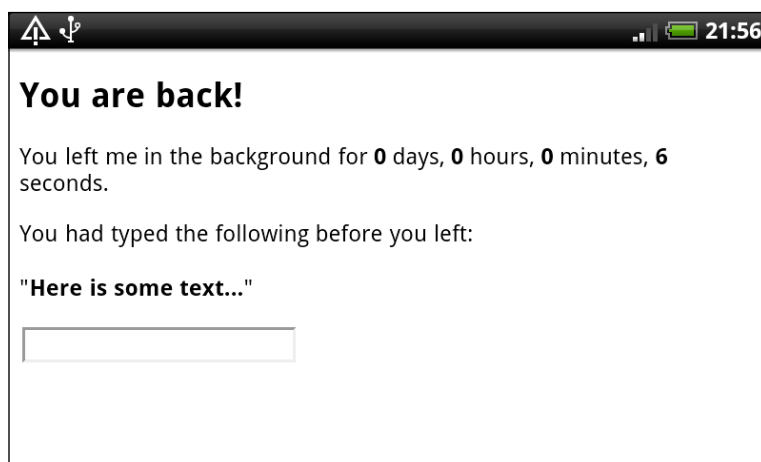 21:56
You are back!
You left me in the background for 0 days, 0 hours, 0 minutes, 6
seconds.
You had typed the following before you left:
"Here is some text..."